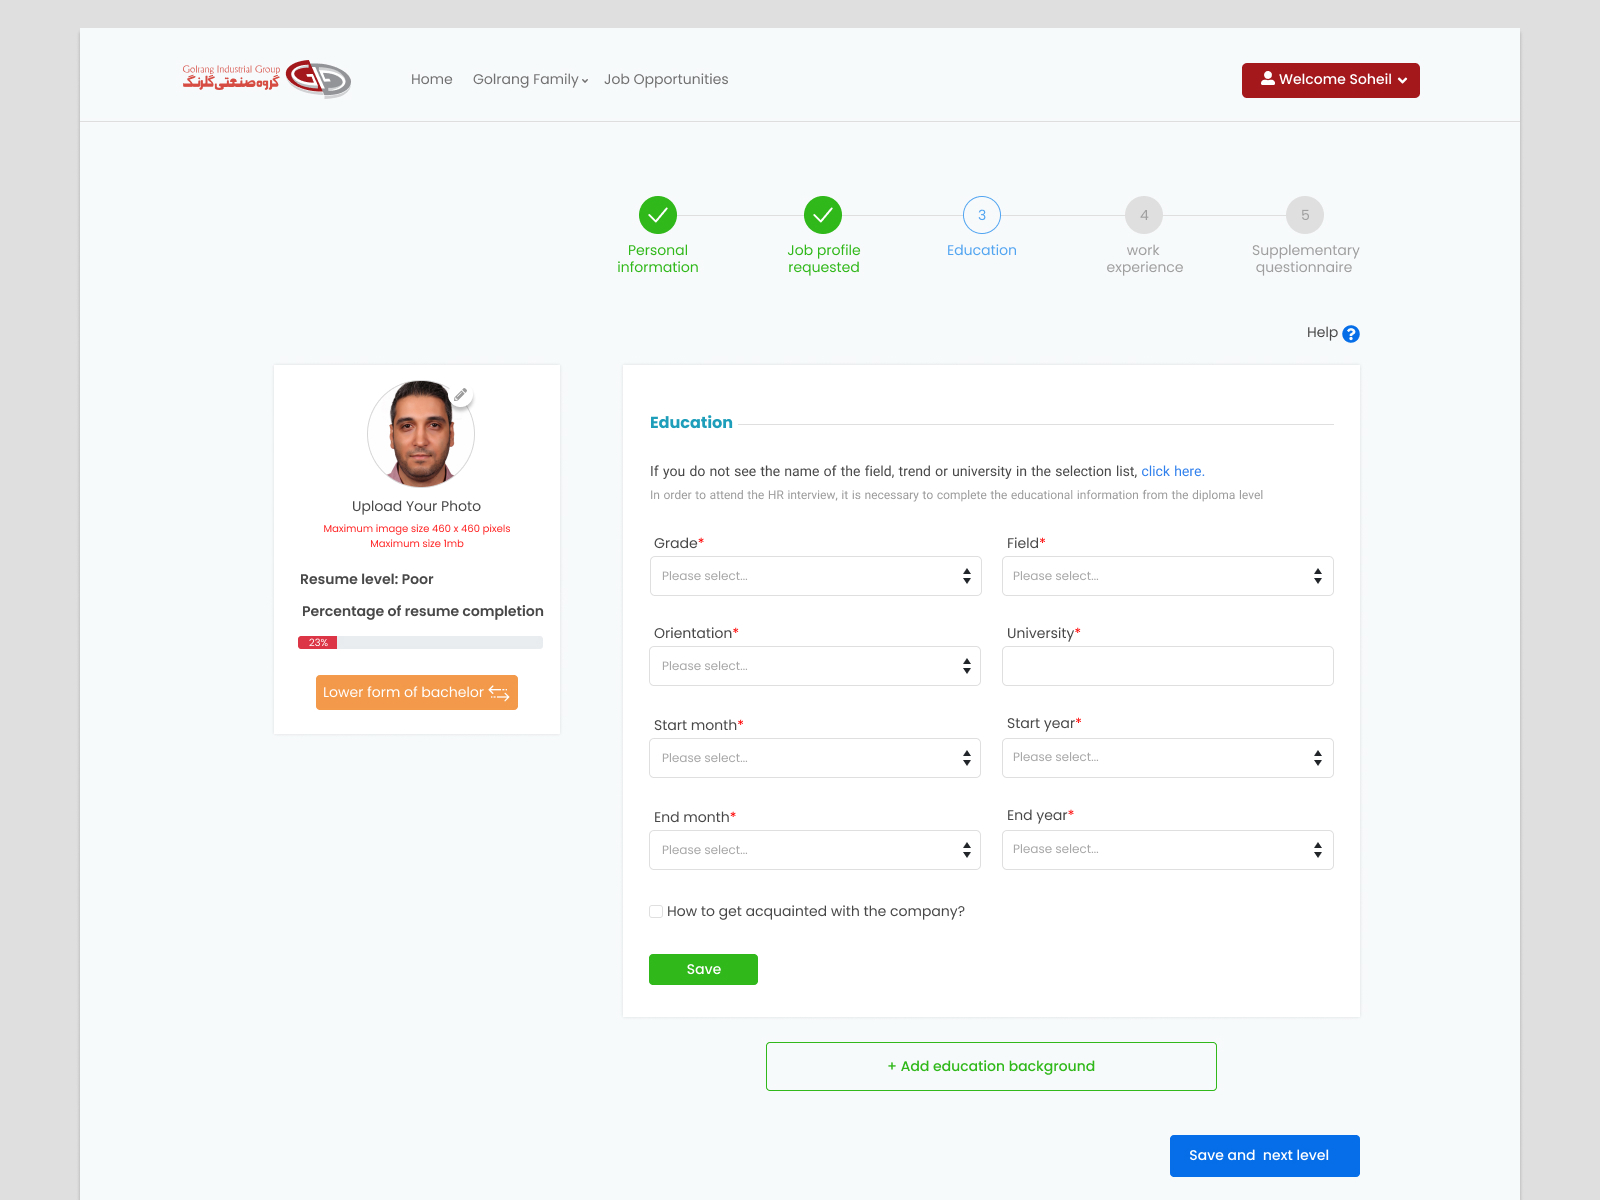 Golrang Industrial Group
گروه صنعتی گلرنگ
Home Golrang Family Job Opportunities
Welcome Soheil
3 4 5
Personal information
Job profile requested
Education
work experience
Supplementary questionnaire
Help ?
Upload Your Photo
Maximum image size 460 x 460 pixels
Maximum size 1mb
Resume level: Poor
Percentage of resume completion
23%
Lower form of bachelor
Education
If you do not see the name of the field, trend or university in the selection list, click here.
In order to attend the HR interview, it is necessary to complete the educational information from the diploma level
Grade* Field*
Please select... Please select...
Orientation* University*
Please select...
Start month* Start year*
Please select... Please select...
End month* End year*
Please select... Please select...
How to get acquainted with the company?
Save
+ Add education background
Save and next level